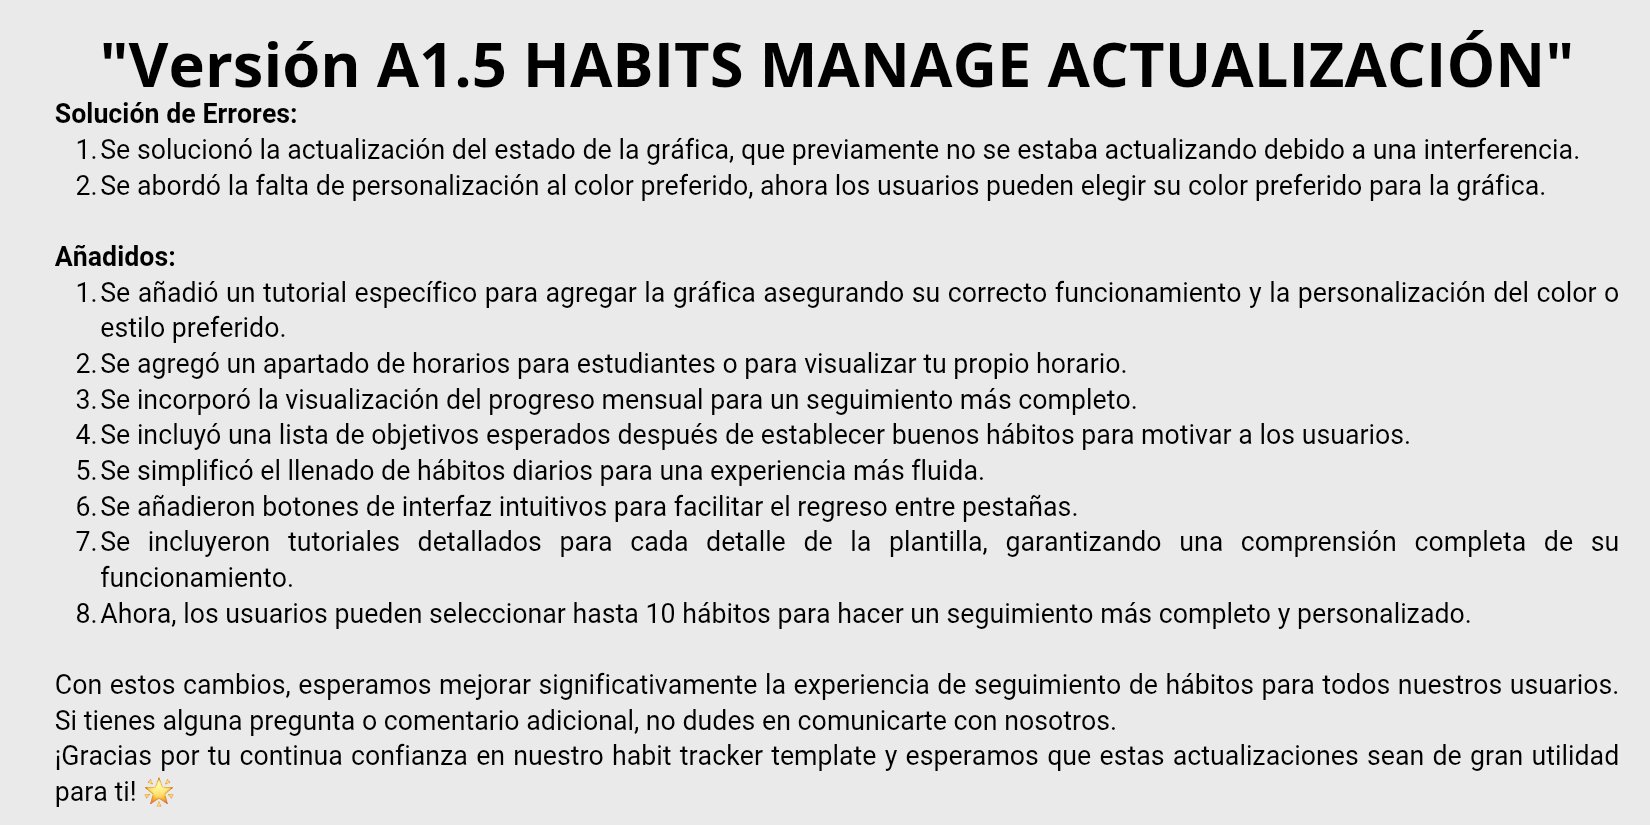 "Versión A1.5 HABITS MANAGE ACTUALIZACIÓN"
Solución de Errores:
1. Se solucionó la actualización del estado de la gráfica, que previamente no se estaba actualizando debido a una interferencia.
2. Se abordó la falta de personalización al color preferido, ahora los usuarios pueden elegir su color preferido para la gráfica.
Añadidos:
1. Se añadió un tutorial específico para agregar la gráfica asegurando su correcto funcionamiento y la personalización del color o
estilo preferido.
2. Se agregó un apartado de horarios para estudiantes o para visualizar tu propio horario.
3. Se incorporó la visualización del progreso mensual para un seguimiento más completo.
4. Se incluyó una lista de objetivos esperados después de establecer buenos hábitos para motivar a los usuarios.
5. Se simplificó el llenado de hábitos diarios para una experiencia más fluida.
6. Se añadieron botones de interfaz intuitivos para facilitar el regreso entre pestañas.
7. Se incluyeron tutoriales detallados para cada detalle de la plantilla, garantizando una comprensión completa de su
funcionamiento.
8. Ahora, los usuarios pueden seleccionar hasta 10 hábitos para hacer un seguimiento más completo y personalizado.
Con estos cambios, esperamos mejorar significativamente la experiencia de seguimiento de hábitos para todos nuestros usuarios.
Si tienes alguna pregunta o comentario adicional, no dudes en comunicarte con nosotros.
¡Gracias por tu continua confianza en nuestro habit tracker template y esperamos que estas actualizaciones sean de gran utilidad
para ti! 🌟